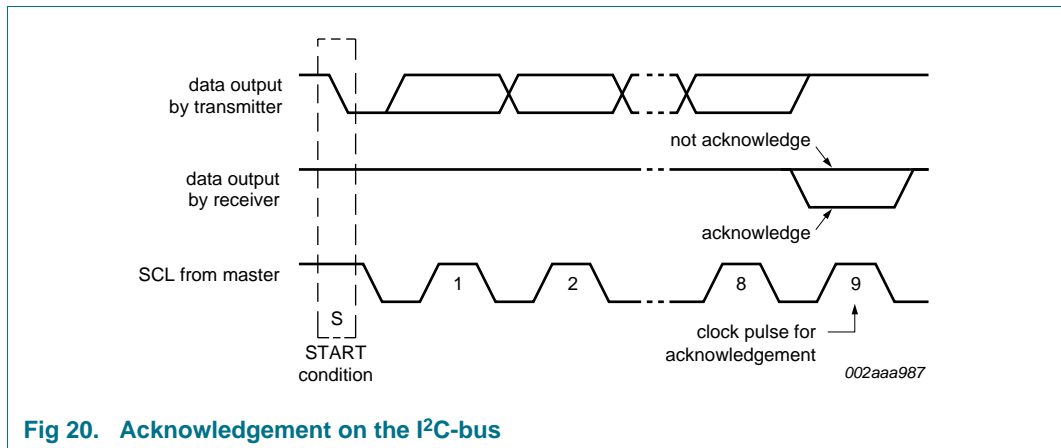 data output
by transmitter
not acknowledge
data output
by receiver
acknowledge
SCL from master
1
2
8
9
S
START
condition
clock pulse for
acknowledgement
002aaa987
Fig 20. Acknowledgement on the I²C-bus